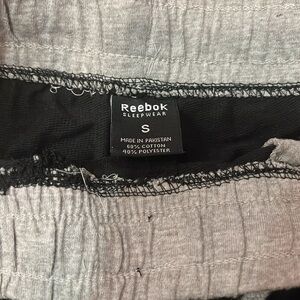 Reebok
SLEEPWEAR
S
MADE IN PAKISTAN
60% COTTON
40% POLYESTER